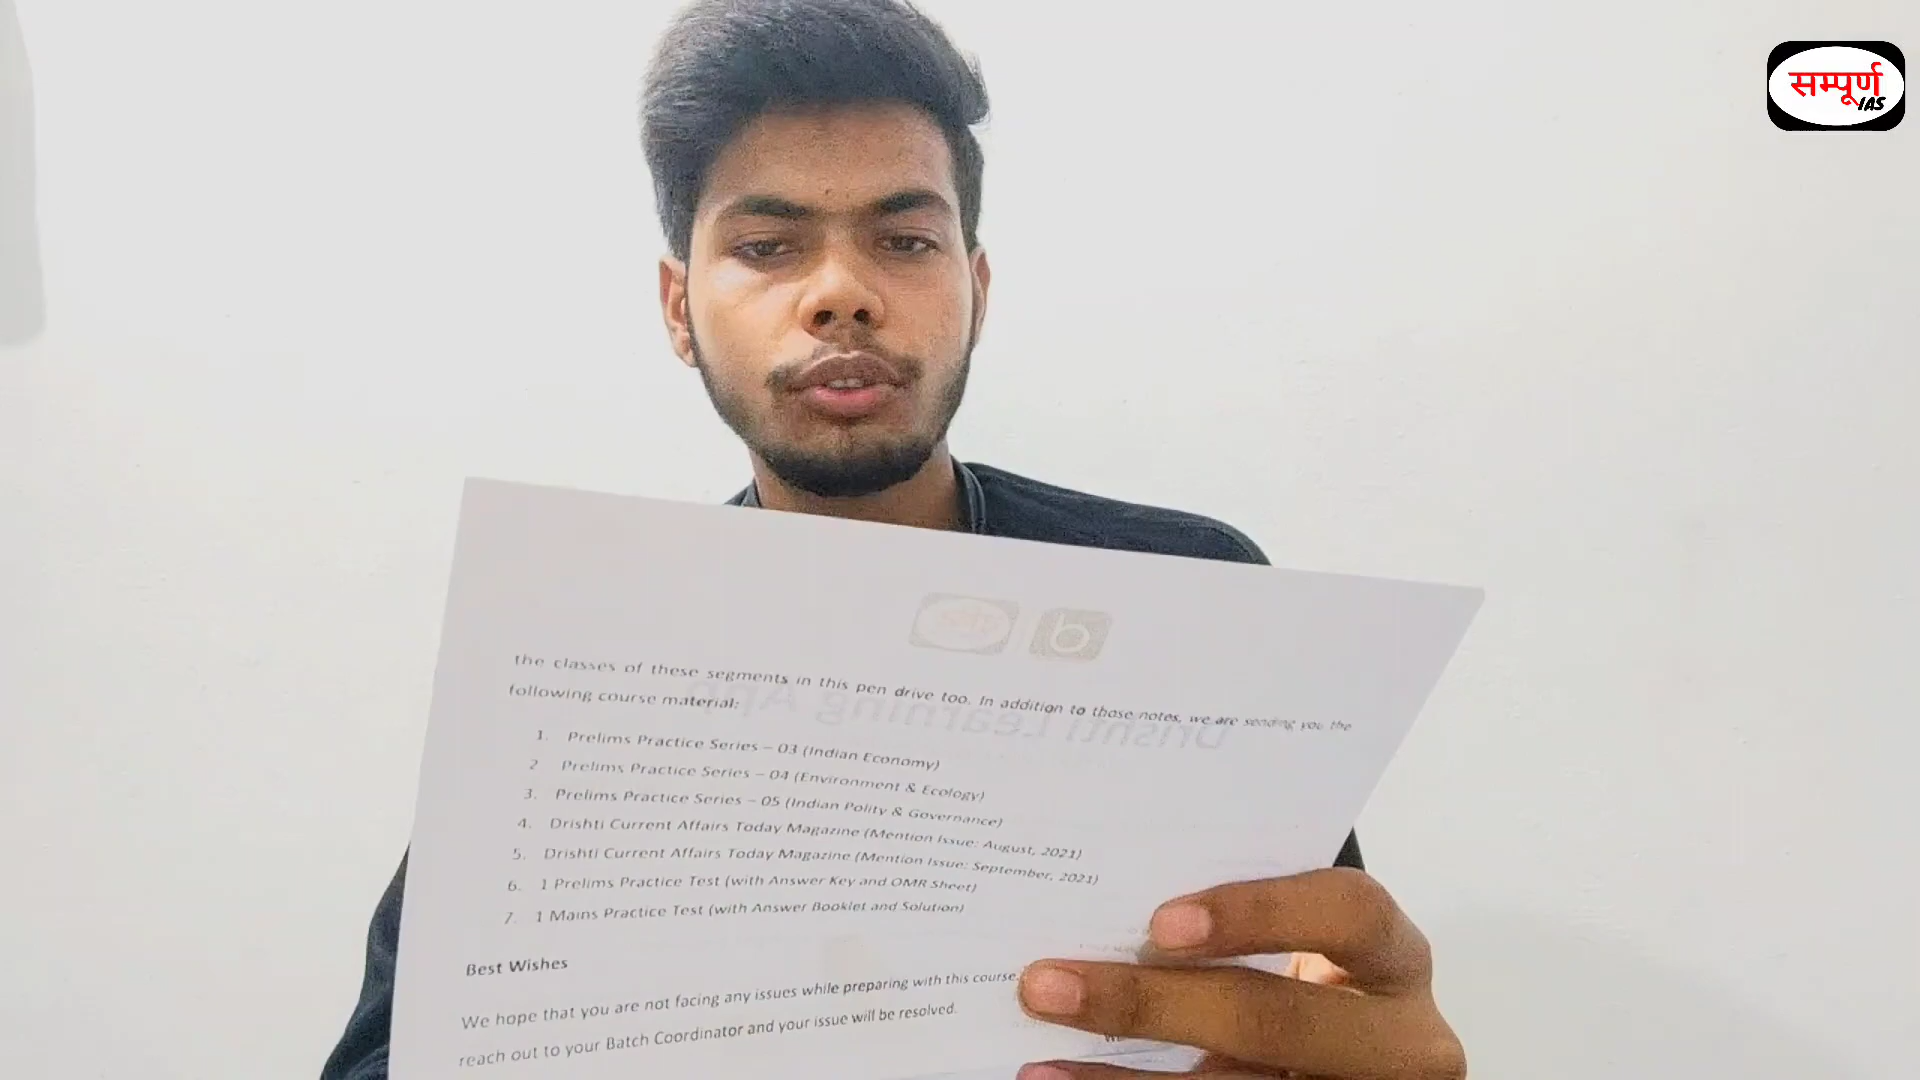 सम्पूर्ण
IAS
the classes of these segments in this pen drive too. In addition to those notes, we are sending you the
following course material:
1. Prelims Practice Series – 03 (Indian Economy)
2 Prelims Practice Series – 04 (Environment & Ecology)
3. Prelims Practice Series – 05 (Indian Polity & Governance)
4. Drishti Current Affairs Today Magazine (Mention Issue: August, 2021)
5. Drishti Current Affairs Today Magazine (Mention Issue: September, 2021)
6. 1 Prelims Practice Test (with Answer Key and OMR Sheet)
7. 1 Mains Practice Test (with Answer Booklet and Solution)
Best Wishes
We hope that you are not facing any issues while preparing with this course.
reach out to your Batch Coordinator and your issue will be resolved.
Drishti Learning App